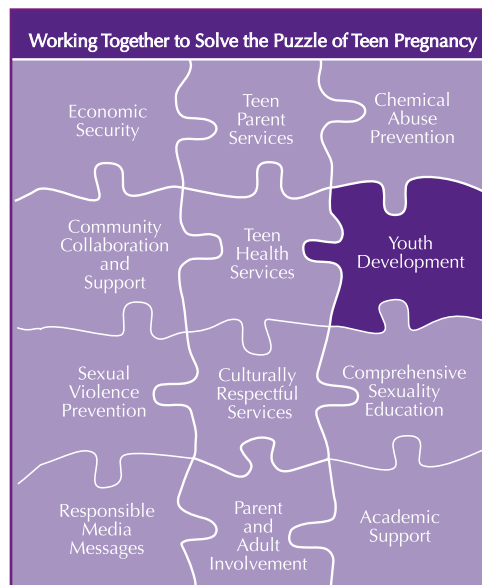 Working Together to Solve the Puzzle of Teen Pregnancy
Economic
Security
Teen
Parent
Services
Chemical
Abuse
Prevention
Community
Collaboration
and
Support
Teen
Health
Services
Youth
Development
Sexual
Violence
Prevention
Culturally
Respectful
Services
Comprehensive
Sexuality
Education
Responsible
Media
Messages
Parent
and
Adult
Involvement
Academic
Support